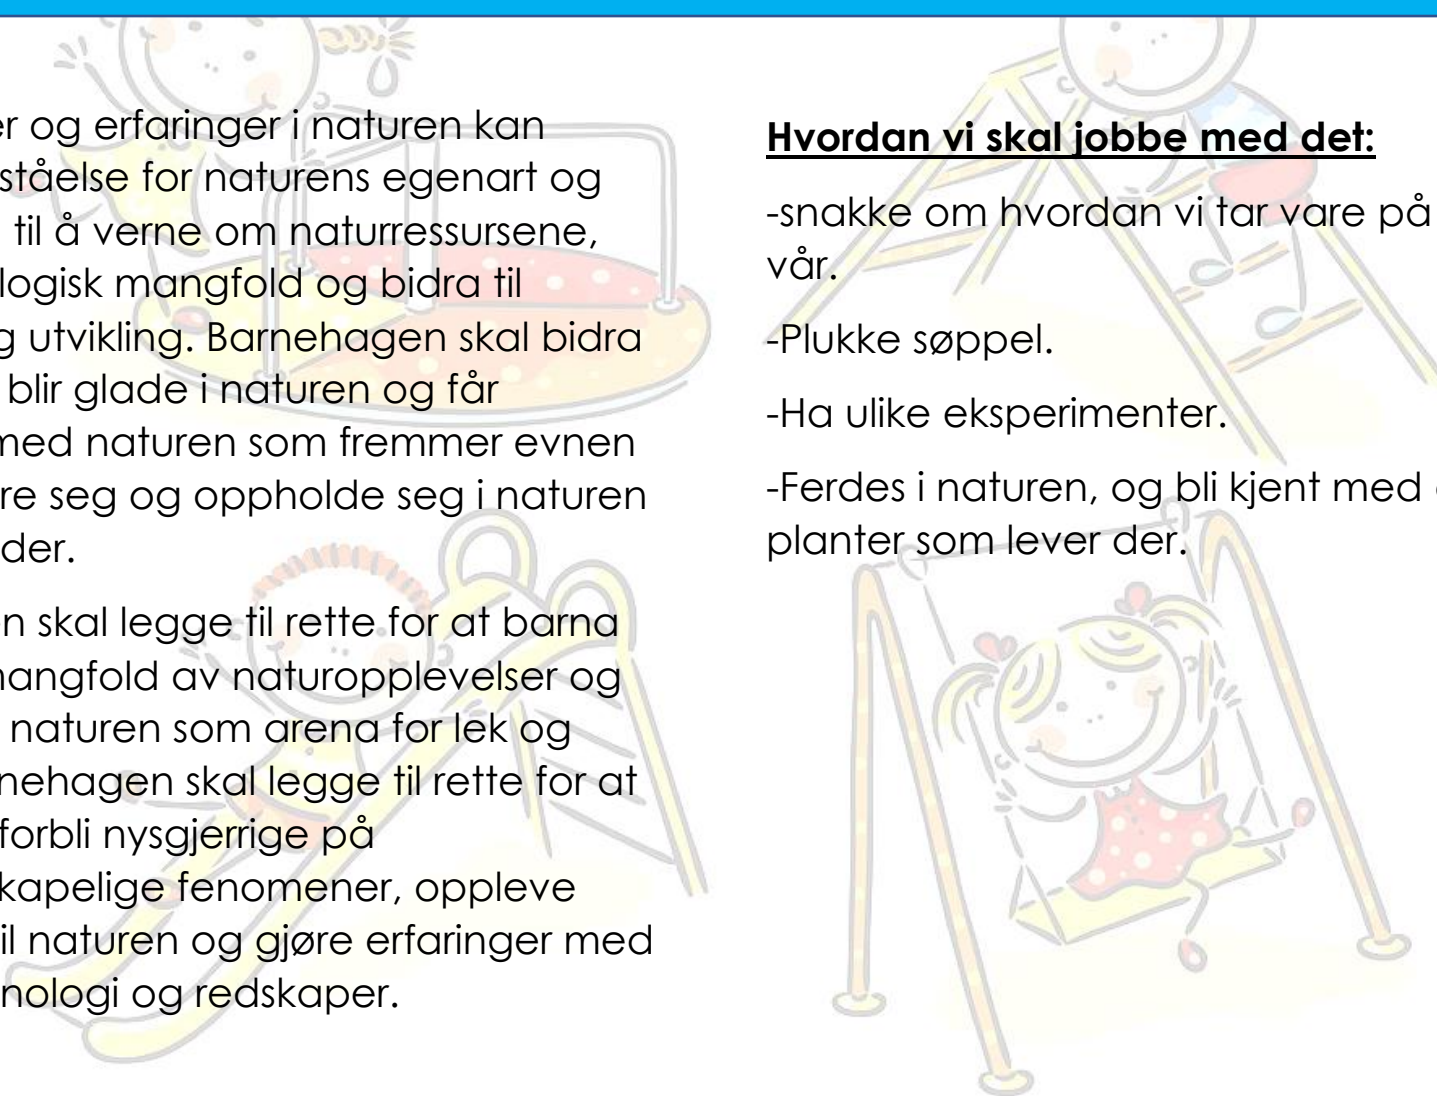 er og erfaringer i naturen kan
ståelse for naturens egenart og
til å verne om naturressursene,
logisk mangfold og bidra til
g utvikling. Barnehagen skal bidra
blir glade i naturen og får
med naturen som fremmer evnen
re seg og oppholde seg i naturen
der.
n skal legge til rette for at barna
mangfold av naturopplevelser og
naturen som arena for lek og
nehagen skal legge til rette for at
forbli nysgjerrige på
kapelige fenomener, oppleve
il naturen og gjøre erfaringer med
nologi og redskaper.
Hvordan vi skal jobbe med det:
-snakke om hvordan vi tar vare på
vår.
-Plukke søppel.
-Ha ulike eksperimenter.
-Ferdes i naturen, og bli kjent med
planter som lever der.